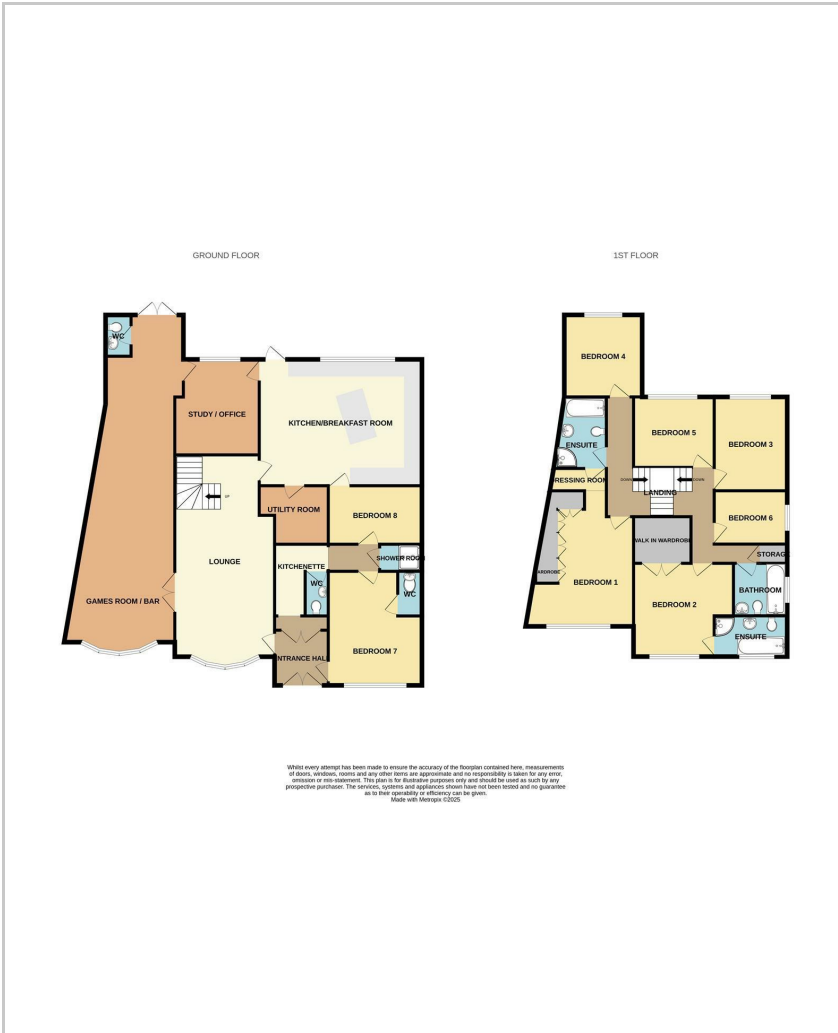 GROUND FLOOR
WC
STUDY / OFFICE
KITCHEN/BREAKFAST ROOM
UP
UTILITY ROOM
BEDROOM 8
LOUNGE
KITCHENETTE
SHOWER ROOM
WC
WC
GAMES ROOM / BAR
BEDROOM 7
ENTRANCE HALL
1ST FLOOR
BEDROOM 4
ENSUITE
BEDROOM 5
BEDROOM 3
DRESSING ROOM
DOWN
DOWN
LANDING
BEDROOM 6
WALK IN WARDROBE
STORAGE
WARDROBE
BEDROOM 1
BATHROOM
BEDROOM 2
ENSUITE
Whilst every attempt has been made to ensure the accuracy of the floorplan contained here, measurements
of doors, windows, rooms and any other items are approximate and no responsibility is taken for any error,
omission or mis-statement. This plan is for illustrative purposes only and should be used as such by any
prospective purchaser. The services, systems and appliances shown have not been tested and no guarantee
as to their operability or efficiency can be given.
Made with Metropix ©2025